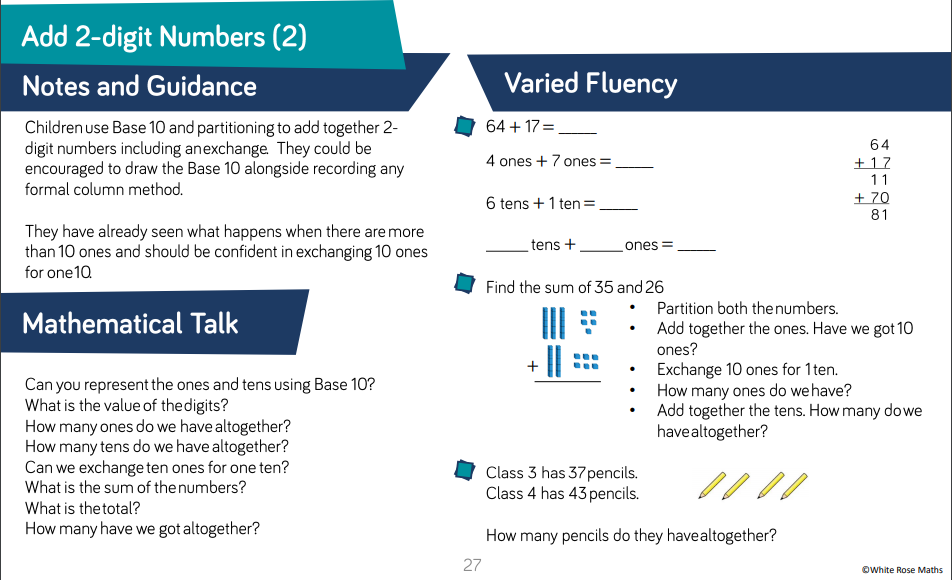 Add 2-digit Numbers (2)
Notes and Guidance
Children use Base 10 and partitioning to add together 2-
digit numbers including an exchange. They could be
encouraged to draw the Base 10 alongside recording any
formal column method.
They have already seen what happens when there are more
than 10 ones and should be confident in exchanging 10 ones
for one 10.
Mathematical Talk
Can you represent the ones and tens using Base 10?
What is the value of the digits?
How many ones do we have altogether?
How many tens do we have altogether?
Can we exchange ten ones for one ten?
What is the sum of the numbers?
What is the total?
How many have we got altogether?
Varied Fluency
64 + 17 = _____
4 ones + 7 ones = _____
6 tens + 1 ten = _____
_____ tens + _____ ones = _____
64
+ 17
11
+ 70
81
Find the sum of 35 and 26
+
• Partition both the numbers.
• Add together the ones. Have we got 10
ones?
• Exchange 10 ones for 1 ten.
• How many ones do we have?
• Add together the tens. How many do we
have altogether?
Class 3 has 37 pencils.
Class 4 has 43 pencils.
How many pencils do they have altogether?
27
©White Rose Maths